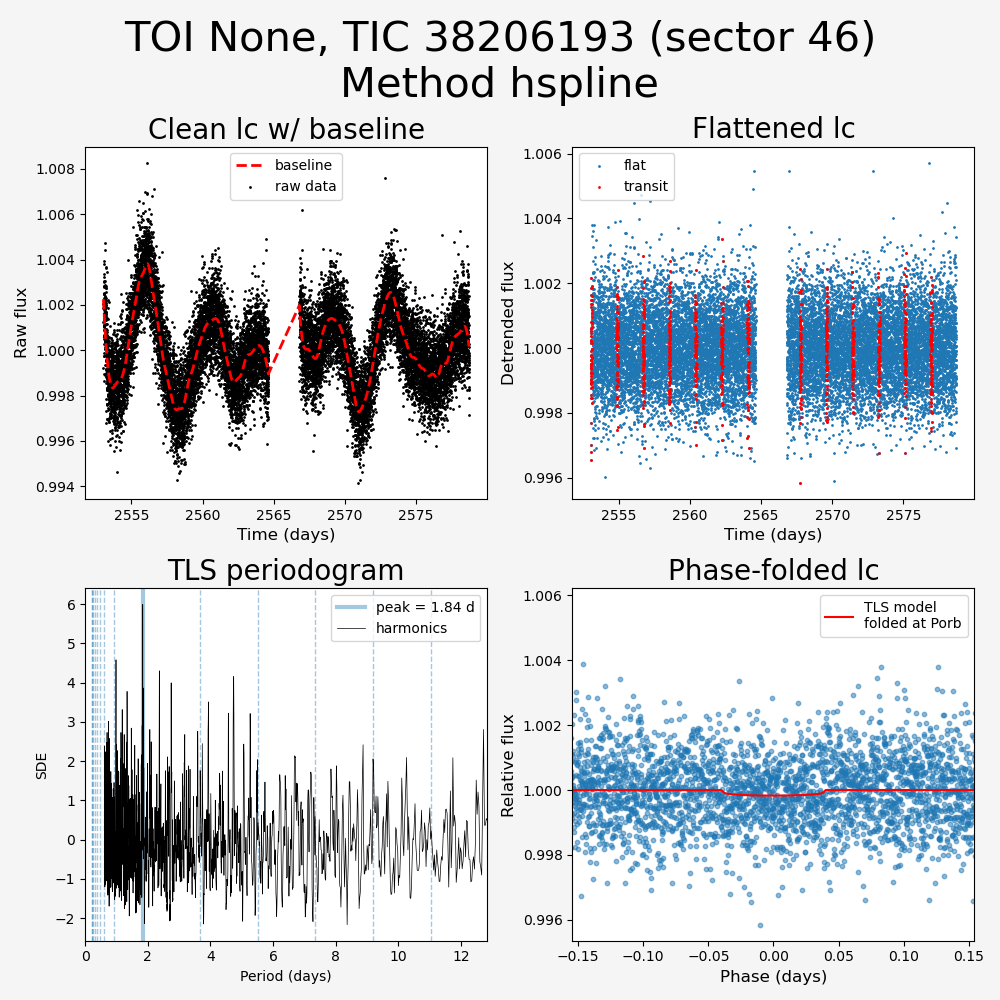 TOI None, TIC 38206193 (sector 46)
Method hspline
Clean lc w/ baseline
baseline
raw data
Raw flux
1.008
1.006
1.004
1.002
1.000
0.998
0.996
0.994
2555 2560 2565 2570 2575
Time (days)
Flattened lc
flat
transit
Detrended flux
1.006
1.004
1.002
1.000
0.998
0.996
2555 2560 2565 2570 2575
Time (days)
TLS periodogram
peak = 1.84 d
harmonics
SDE
6
5
4
3
2
1
0
−1
−2
0 2 4 6 8 10 12
Period (days)
Phase-folded lc
TLS model
folded at Porb
Relative flux
1.006
1.004
1.002
1.000
0.998
0.996
−0.15 −0.10 −0.05 0.00 0.05 0.10 0.15
Phase (days)